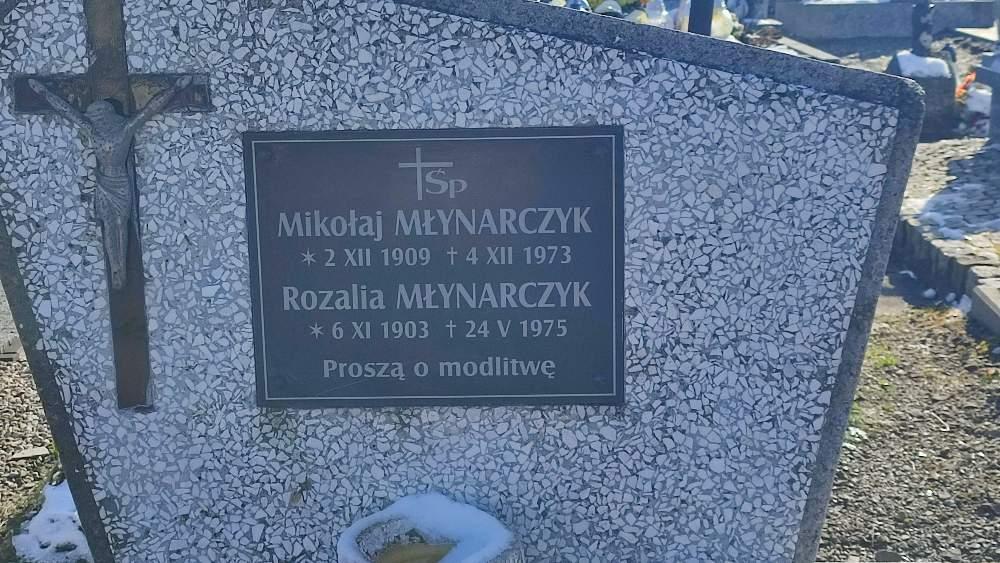 Śp
Mikołaj MŁYNARCZYK
✶ 2 XII 1909 † 4 XII 1973
Rozalia MŁYNARCZYK
✶ 6 XI 1903 † 24 V 1975
Proszą o modlitwę